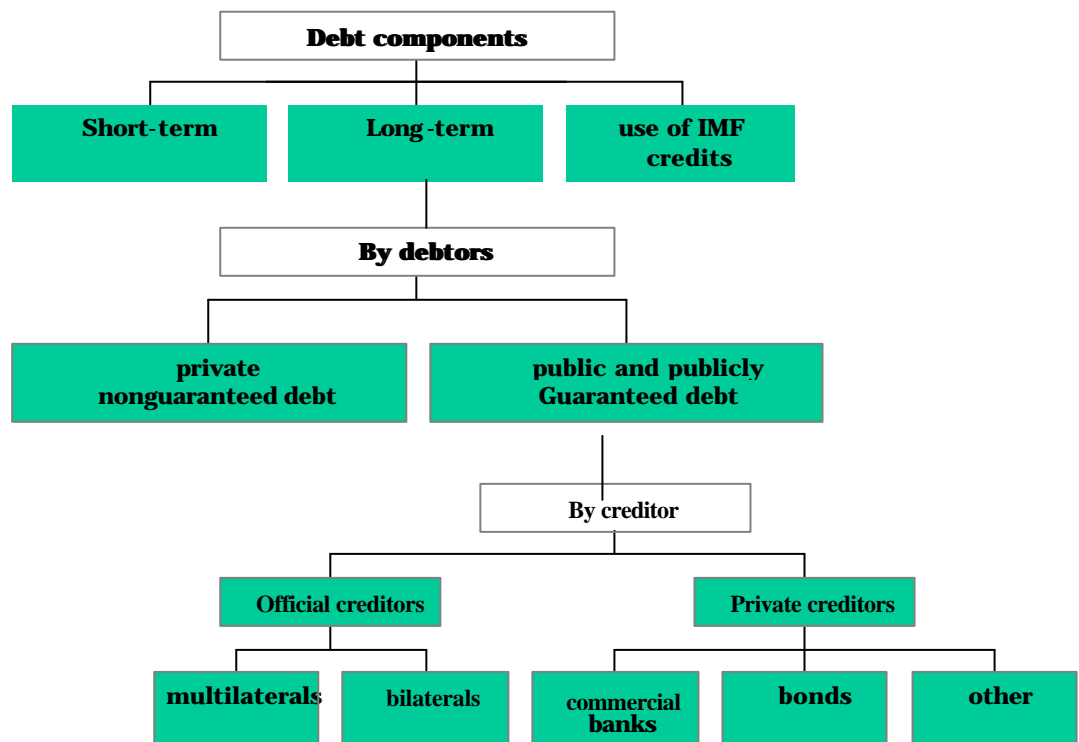 Debt components
Short-term
Long-term
use of IMF
credits
By debtors
private
nonguaranteed debt
public and publicly
Guaranteed debt
By creditor
Official creditors
Private creditors
multilaterals
bilaterals
commercial
banks
bonds
other